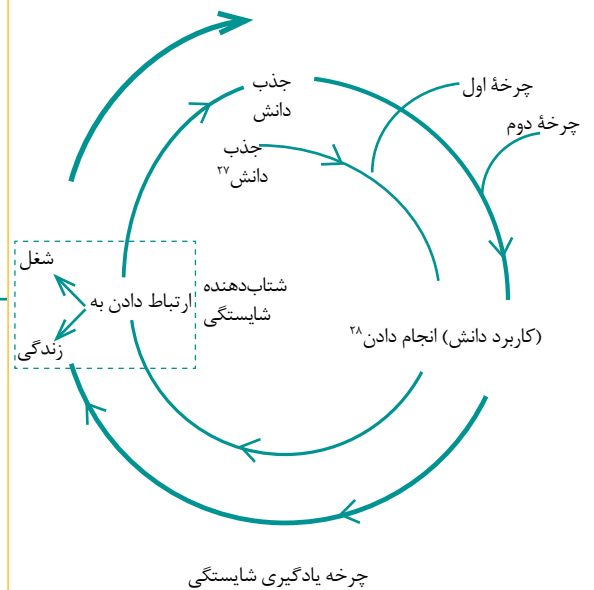 جذب
دانش
چرخهٔ اول
چرخهٔ دوم
جذب
دانش۲۷
شغل
شتاب‌دهنده
شایستگی
ارتباط دادن به
زندگی
(کاربرد دانش) انجام دادن۲۸
چرخه یادگیری شایستگی